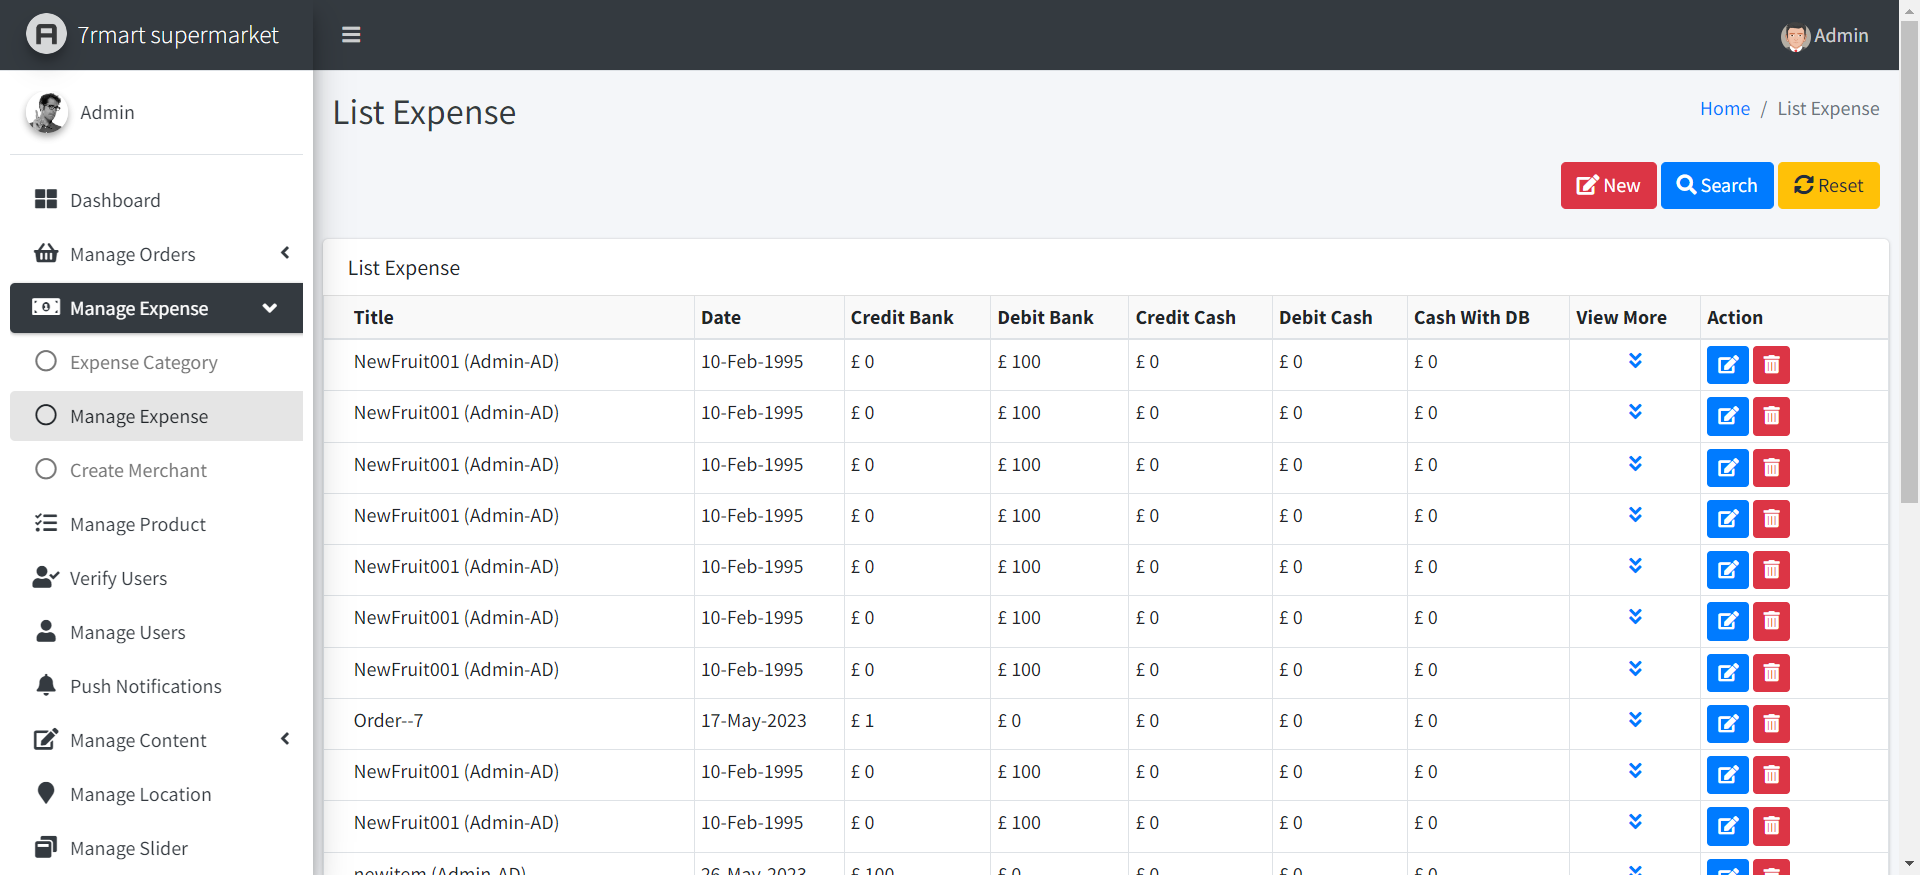 7rmart supermarket
Admin
Admin
List Expense
Home / List Expense
Dashboard
New
Search
Reset
Manage Orders
Manage Expense
Expense Category
Manage Expense
Create Merchant
Manage Product
Verify Users
Manage Users
Push Notifications
Manage Content
Manage Location
Manage Slider
List Expense
Title Date Credit Bank Debit Bank Credit Cash Debit Cash Cash With DB View More Action
NewFruit001 (Admin-AD) 10-Feb-1995 £ 0 £ 100 £ 0 £ 0 £ 0
NewFruit001 (Admin-AD) 10-Feb-1995 £ 0 £ 100 £ 0 £ 0 £ 0
NewFruit001 (Admin-AD) 10-Feb-1995 £ 0 £ 100 £ 0 £ 0 £ 0
NewFruit001 (Admin-AD) 10-Feb-1995 £ 0 £ 100 £ 0 £ 0 £ 0
NewFruit001 (Admin-AD) 10-Feb-1995 £ 0 £ 100 £ 0 £ 0 £ 0
NewFruit001 (Admin-AD) 10-Feb-1995 £ 0 £ 100 £ 0 £ 0 £ 0
NewFruit001 (Admin-AD) 10-Feb-1995 £ 0 £ 100 £ 0 £ 0 £ 0
Order--7 17-May-2023 £ 1 £ 0 £ 0 £ 0 £ 0
NewFruit001 (Admin-AD) 10-Feb-1995 £ 0 £ 100 £ 0 £ 0 £ 0
NewFruit001 (Admin-AD) 10-Feb-1995 £ 0 £ 100 £ 0 £ 0 £ 0
newitem (Admin-AD) 26-May-2023 £ 100 £ 0 £ 0 £ 0 £ 0